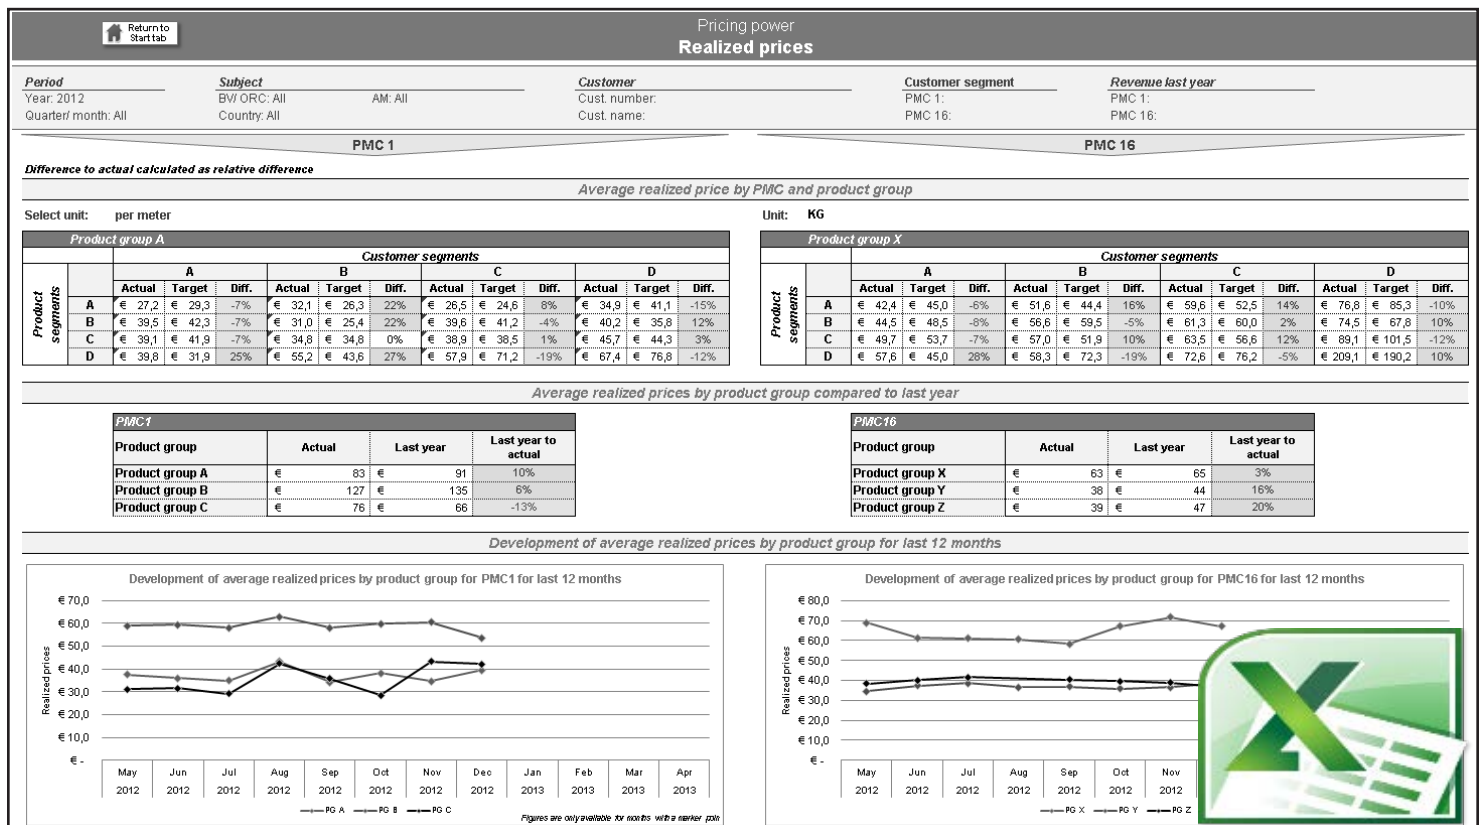 Return to
Start tab
Pricing power
Realized prices
Period Subject Customer Customer segment Revenue last year
Year: 2012 BV/ ORC: All AM: All Cust. number: PMC 1: PMC 1:
Quarter/ month: All Country: All Cust. name: PMC 16: PMC 16:
PMC 1 PMC 16
Difference to actual calculated as relative difference
Average realized price by PMC and product group
Select unit: per meter Unit: KG
Product group A
Customer segments
A B C D
Actual Target Diff. Actual Target Diff. Actual Target Diff. Actual Target Diff.
Product segments
A € 27,2 € 29,3 -7% € 32,1 € 26,3 22% € 26,5 € 24,6 8% € 34,9 € 41,1 -15%
B € 39,5 € 42,3 -7% € 31,0 € 25,4 22% € 39,6 € 41,2 -4% € 40,2 € 35,8 12%
C € 39,1 € 41,9 -7% € 34,8 € 34,8 0% € 38,9 € 38,5 1% € 45,7 € 44,3 3%
D € 39,8 € 31,9 25% € 55,2 € 43,6 27% € 57,9 € 71,2 -19% € 67,4 € 76,8 -12%
Product group X
Customer segments
A B C D
Actual Target Diff. Actual Target Diff. Actual Target Diff. Actual Target Diff.
Product segments
A € 42,4 € 45,0 -6% € 51,6 € 44,4 16% € 59,6 € 52,5 14% € 76,8 € 85,3 -10%
B € 44,5 € 48,5 -8% € 56,6 € 59,5 -5% € 61,3 € 60,0 2% € 74,5 € 67,8 10%
C € 49,7 € 53,7 -7% € 57,0 € 51,9 10% € 63,5 € 56,6 12% € 89,1 € 101,5 -12%
D € 57,6 € 45,0 28% € 58,3 € 72,3 -19% € 72,6 € 76,2 -5% € 209,1 € 190,2 10%
Average realized prices by product group compared to last year
PMC1
Product group Actual Last year Last year to actual
Product group A € 83 € 91 10%
Product group B € 127 € 135 6%
Product group C € 76 € 66 -13%
PMC16
Product group Actual Last year Last year to actual
Product group X € 63 € 65 3%
Product group Y € 38 € 44 16%
Product group Z € 39 € 47 20%
Development of average realized prices by product group for last 12 months
Development of average realized prices by product group for PMC1 for last 12 months
Realized prices
€ 70,0
€ 60,0
€ 50,0
€ 40,0
€ 30,0
€ 20,0
€ 10,0
€ -
May Jun Jul Aug Sep Oct Nov Dec Jan Feb Mar Apr
2012 2012 2012 2012 2012 2012 2012 2012 2013 2013 2013 2013
PG A PG B PG C
Figures are only available for months with a marker poin
Development of average realized prices by product group for PMC16 for last 12 months
Realized prices
€ 80,0
€ 70,0
€ 60,0
€ 50,0
€ 40,0
€ 30,0
€ 20,0
€ 10,0
€ -
May Jun Jul Aug Sep Oct Nov
2012 2012 2012 2012 2012 2012 2012
PG X PG Y PG Z
X